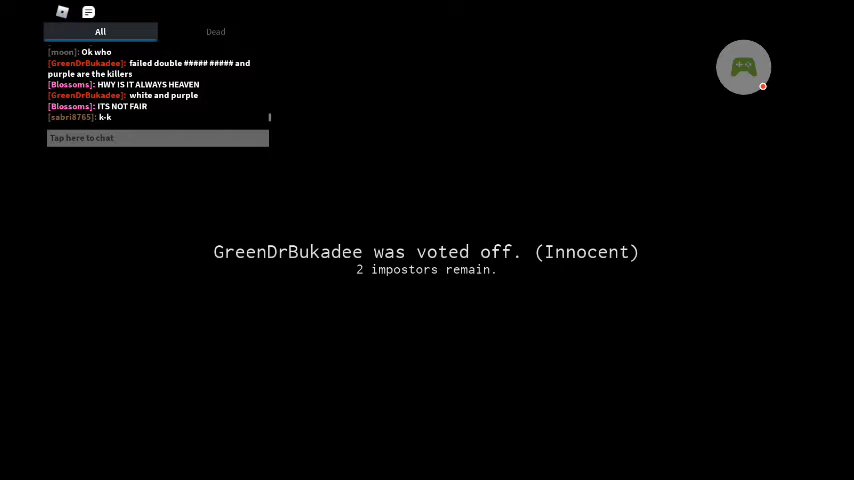 All
Dead
[moon]: Ok who
[GreenDrBukadee]: failed double ##### ##### and
purple are the killers
[Blossoms]: HWY IS IT ALWAYS HEAVEN
[GreenDrBukadee]: white and purple
[Blossoms]: ITS NOT FAIR
[sabri8765]: k-k
Tap here to chat
GreenDrBukadee was voted off. (Innocent)
2 impostors remain.